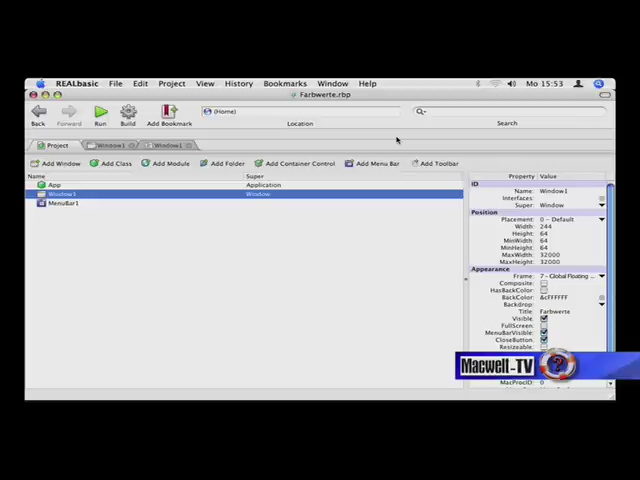 REALbasic File Edit Project View History Bookmarks Window Help Mo 15:53
Farbwerte.rbp
(Home)
Back Forward Run Build Add Bookmark Location Search
Project Window1 Window1
Add Window Add Class Add Module Add Folder Add Container Control Add Menu Bar Add Toolbar
Name Super
App Application
Window1 Window
MenuBar1
Property Value
ID
Name: Window1
Interfaces:
Super: Window
Position
Placement: 0 - Default
Width: 244
Height: 64
MinWidth: 64
MinHeight: 64
MaxWidth: 32000
MaxHeight: 32000
Appearance
Frame: 7 - Global Floating ...
Composite:
HasBackColor:
BackColor: &cFFFFFF
Backdrop:
Title Farbwerte
Visible:
FullScreen:
MenuBarVisible:
CloseButton:
Resizeable:
Macwell-TV
MacProcID: 0